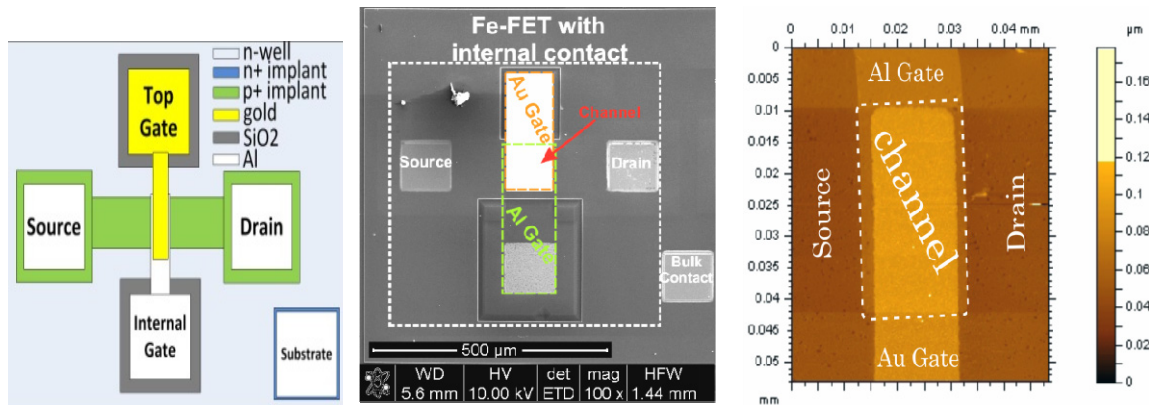 n-well
n+ implant
p+ implant
gold
SiO2
Al
Top
Gate
Source
Drain
Internal
Gate
Substrate
Fe-FET with
internal contact
Au Gate
Channel
Source
Drain
Al Gate
Bulk
Contact
500 µm
WD HV det mag HFW
5.6 mm 10.00 kV ETD 100 x 1.44 mm
0 0.01 0.02 0.03 0.04 mm
µm
0
0.005
0.01
0.015
0.02
0.025
0.03
0.035
0.04
0.045
0.05
mm
Al Gate
channel
Source
Drain
Au Gate
0.16
0.14
0.12
0.1
0.08
0.06
0.04
0.02
0